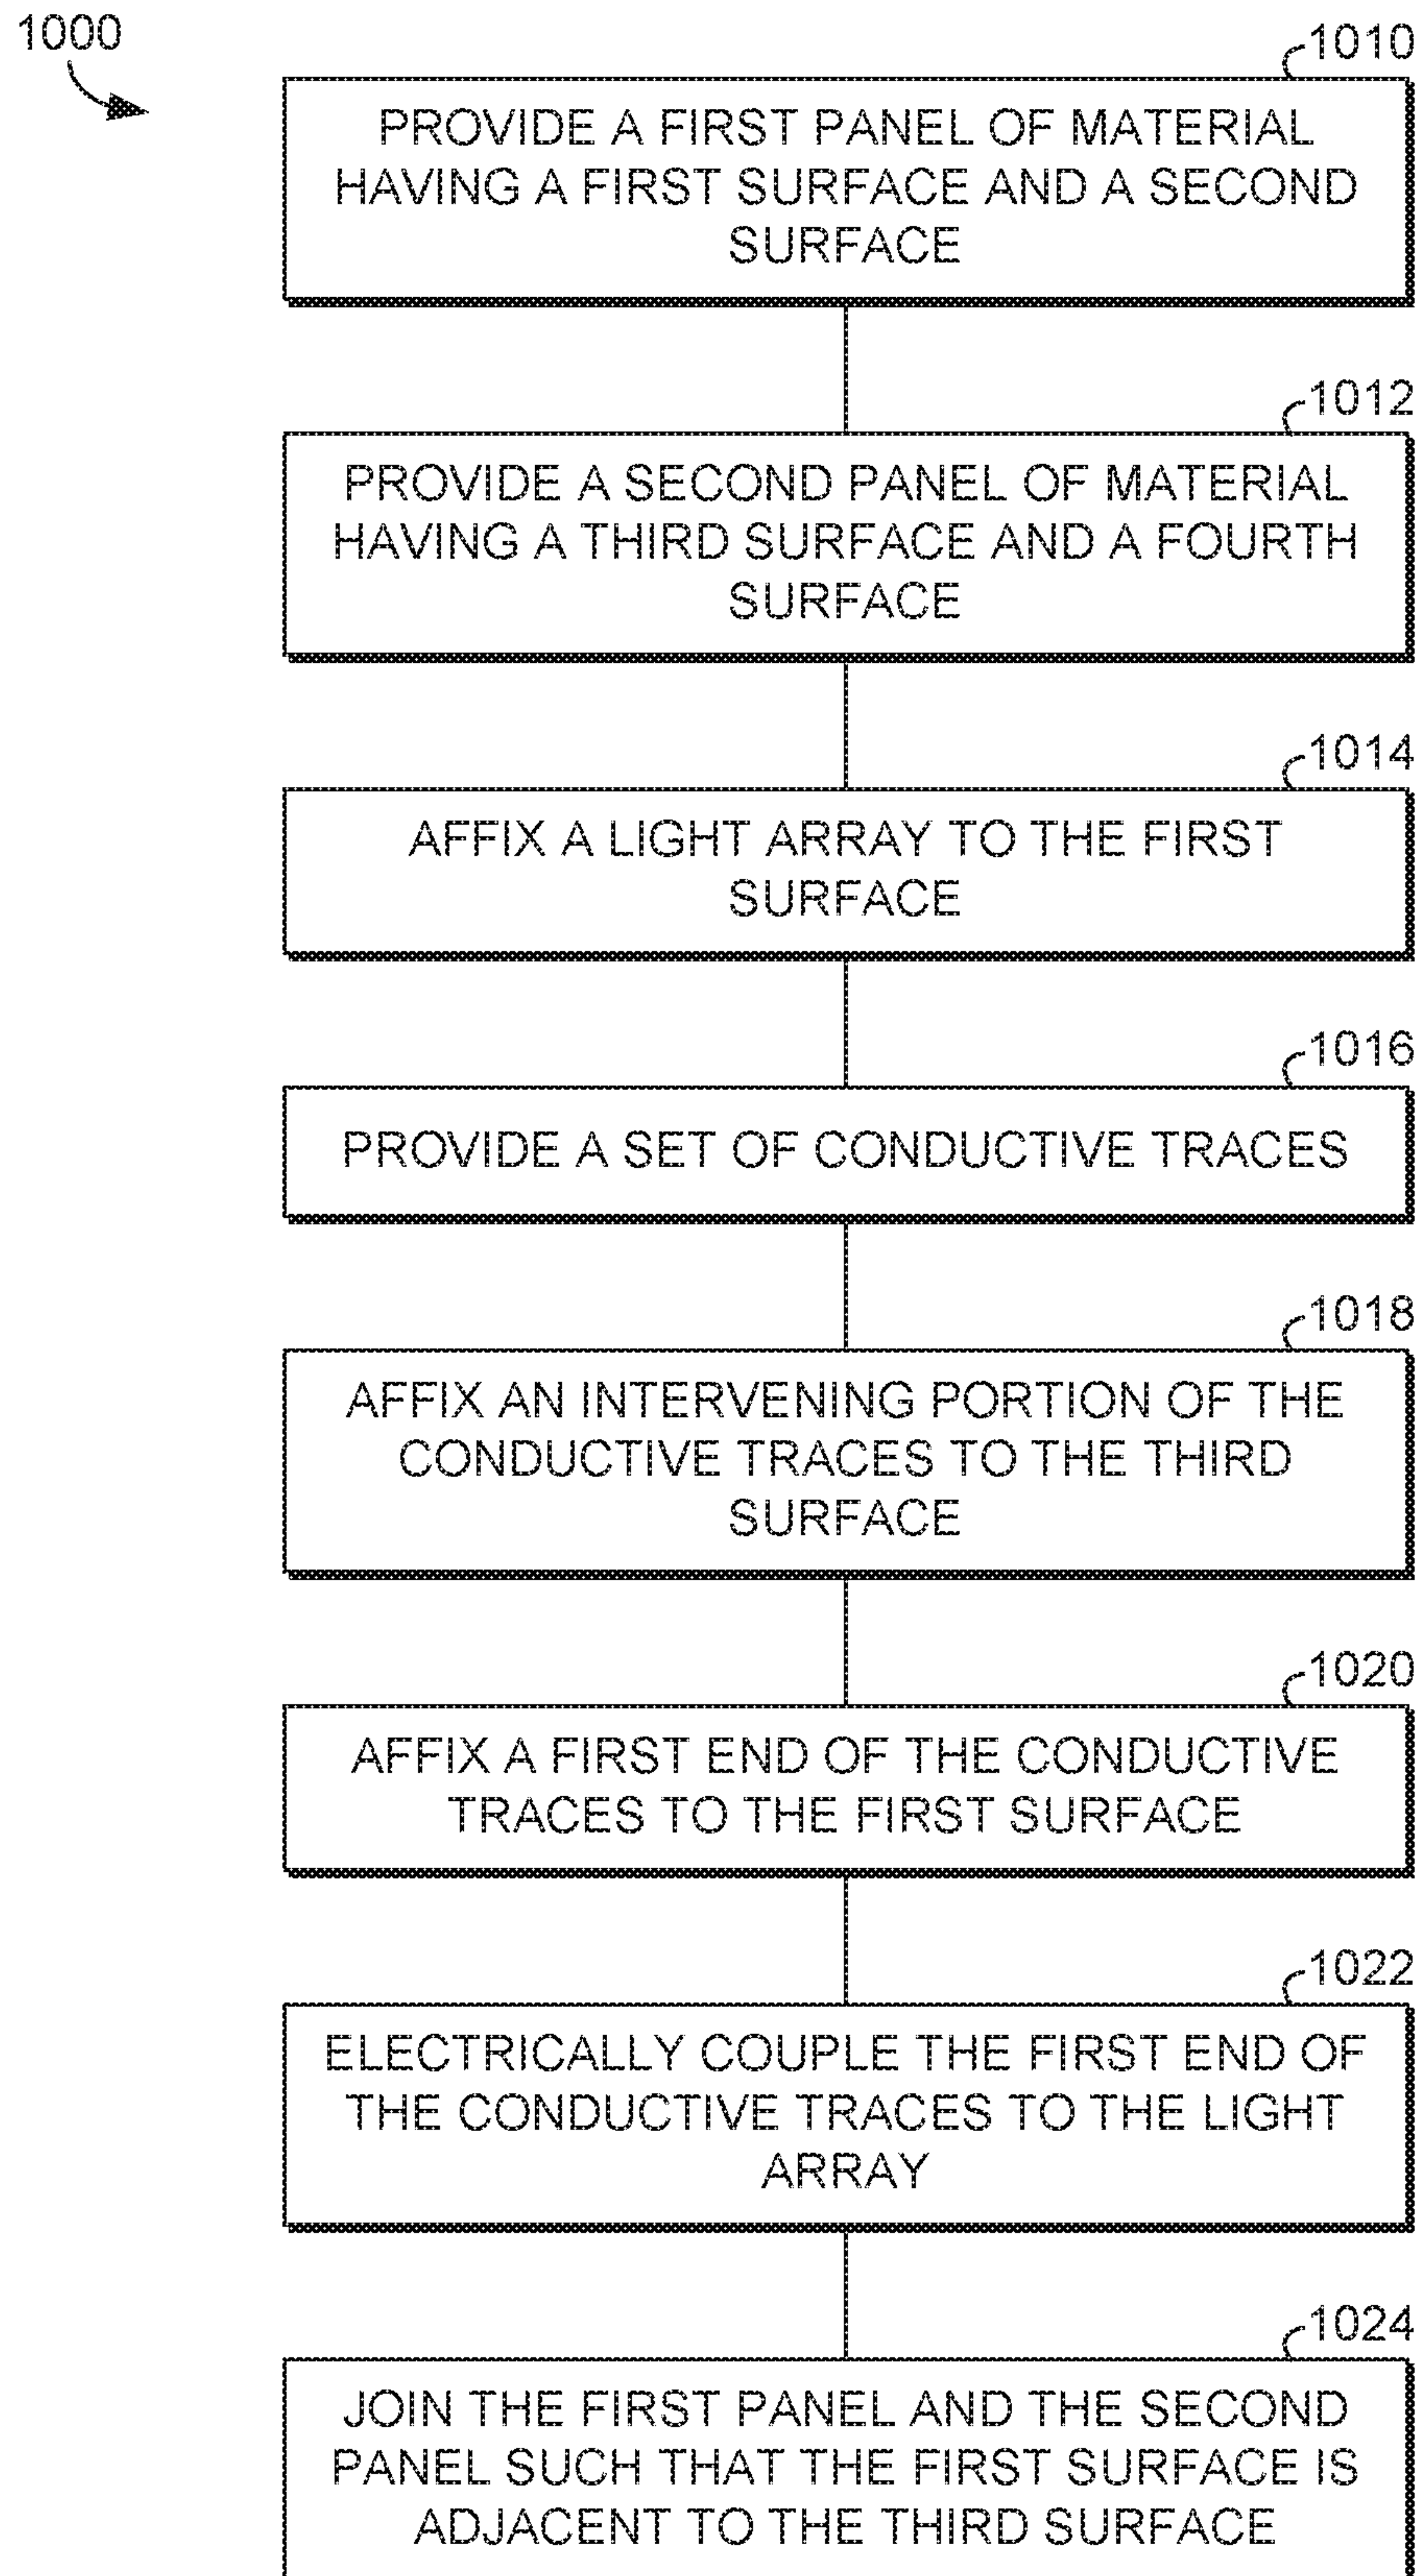 1000
1010
PROVIDE A FIRST PANEL OF MATERIAL
HAVING A FIRST SURFACE AND A SECOND
SURFACE
1012
PROVIDE A SECOND PANEL OF MATERIAL
HAVING A THIRD SURFACE AND A FOURTH
SURFACE
1014
AFFIX A LIGHT ARRAY TO THE FIRST
SURFACE
1016
PROVIDE A SET OF CONDUCTIVE TRACES
1018
AFFIX AN INTERVENING PORTION OF THE
CONDUCTIVE TRACES TO THE THIRD
SURFACE
1020
AFFIX A FIRST END OF THE CONDUCTIVE
TRACES TO THE FIRST SURFACE
1022
ELECTRICALLY COUPLE THE FIRST END OF
THE CONDUCTIVE TRACES TO THE LIGHT
ARRAY
1024
JOIN THE FIRST PANEL AND THE SECOND
PANEL SUCH THAT THE FIRST SURFACE IS
ADJACENT TO THE THIRD SURFACE